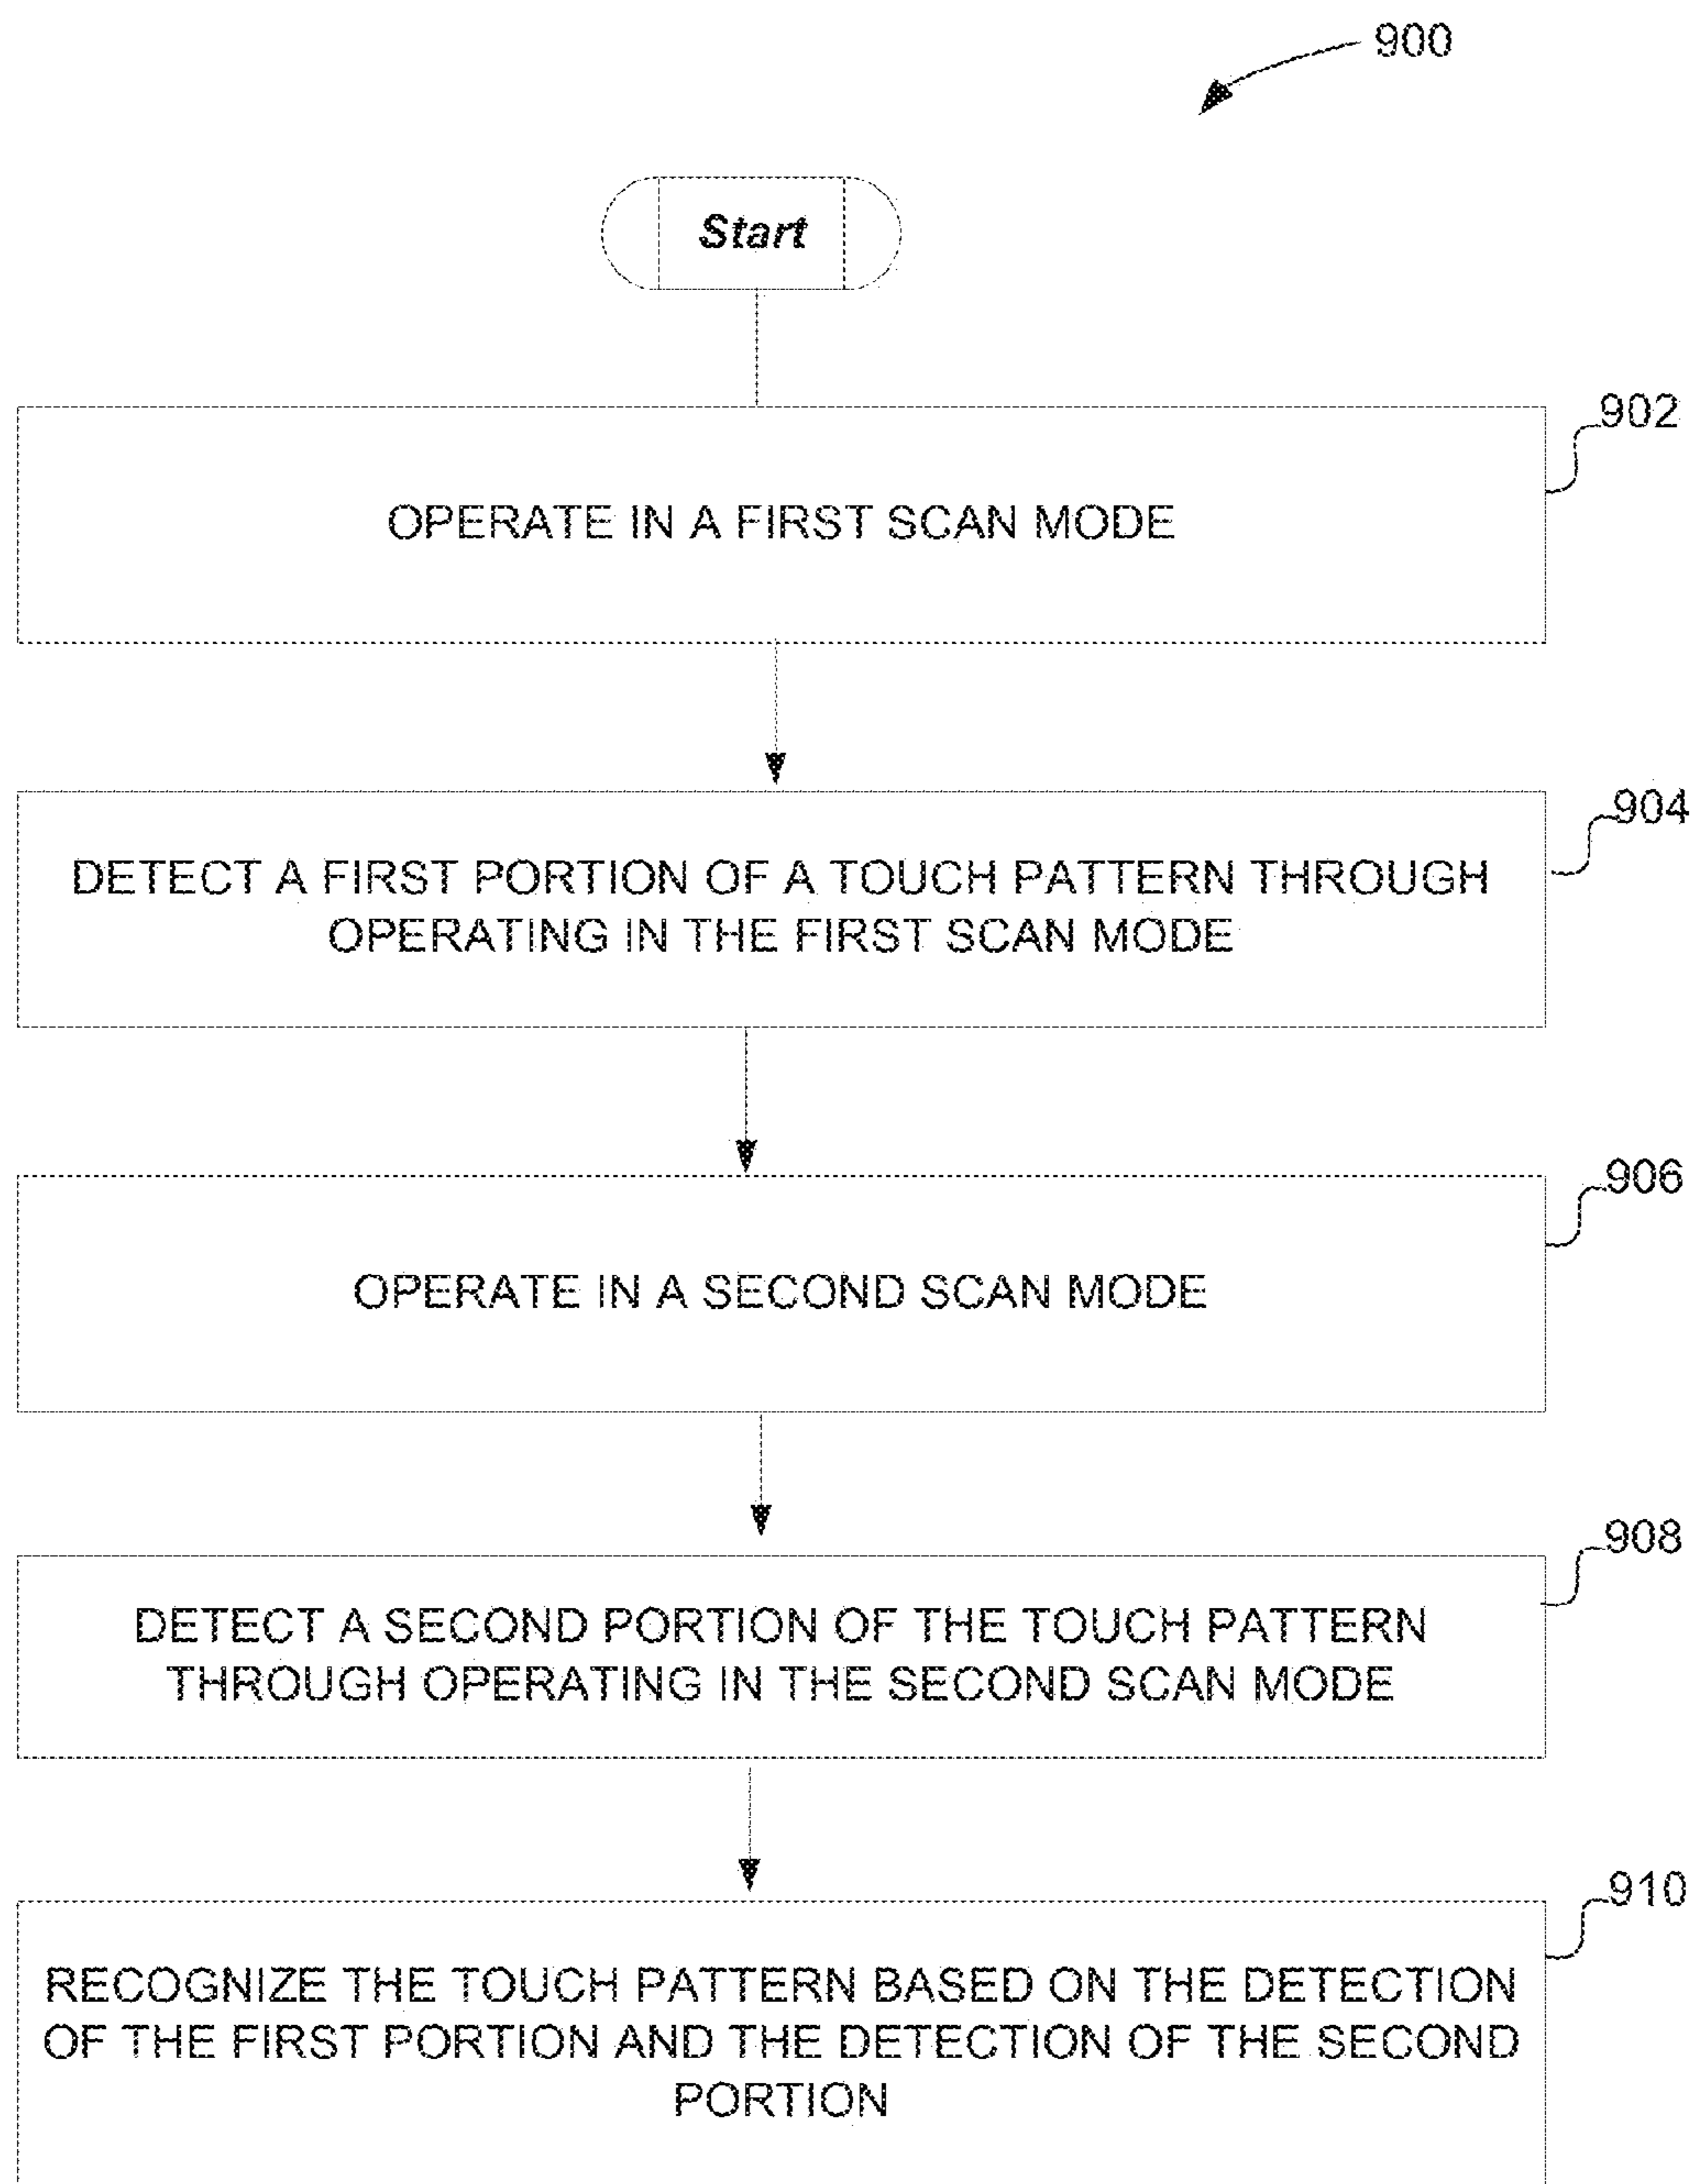 900
Start
902
OPERATE IN A FIRST SCAN MODE
904
DETECT A FIRST PORTION OF A TOUCH PATTERN THROUGH
OPERATING IN THE FIRST SCAN MODE
906
OPERATE IN A SECOND SCAN MODE
908
DETECT A SECOND PORTION OF THE TOUCH PATTERN
THROUGH OPERATING IN THE SECOND SCAN MODE
910
RECOGNIZE THE TOUCH PATTERN BASED ON THE DETECTION
OF THE FIRST PORTION AND THE DETECTION OF THE SECOND
PORTION